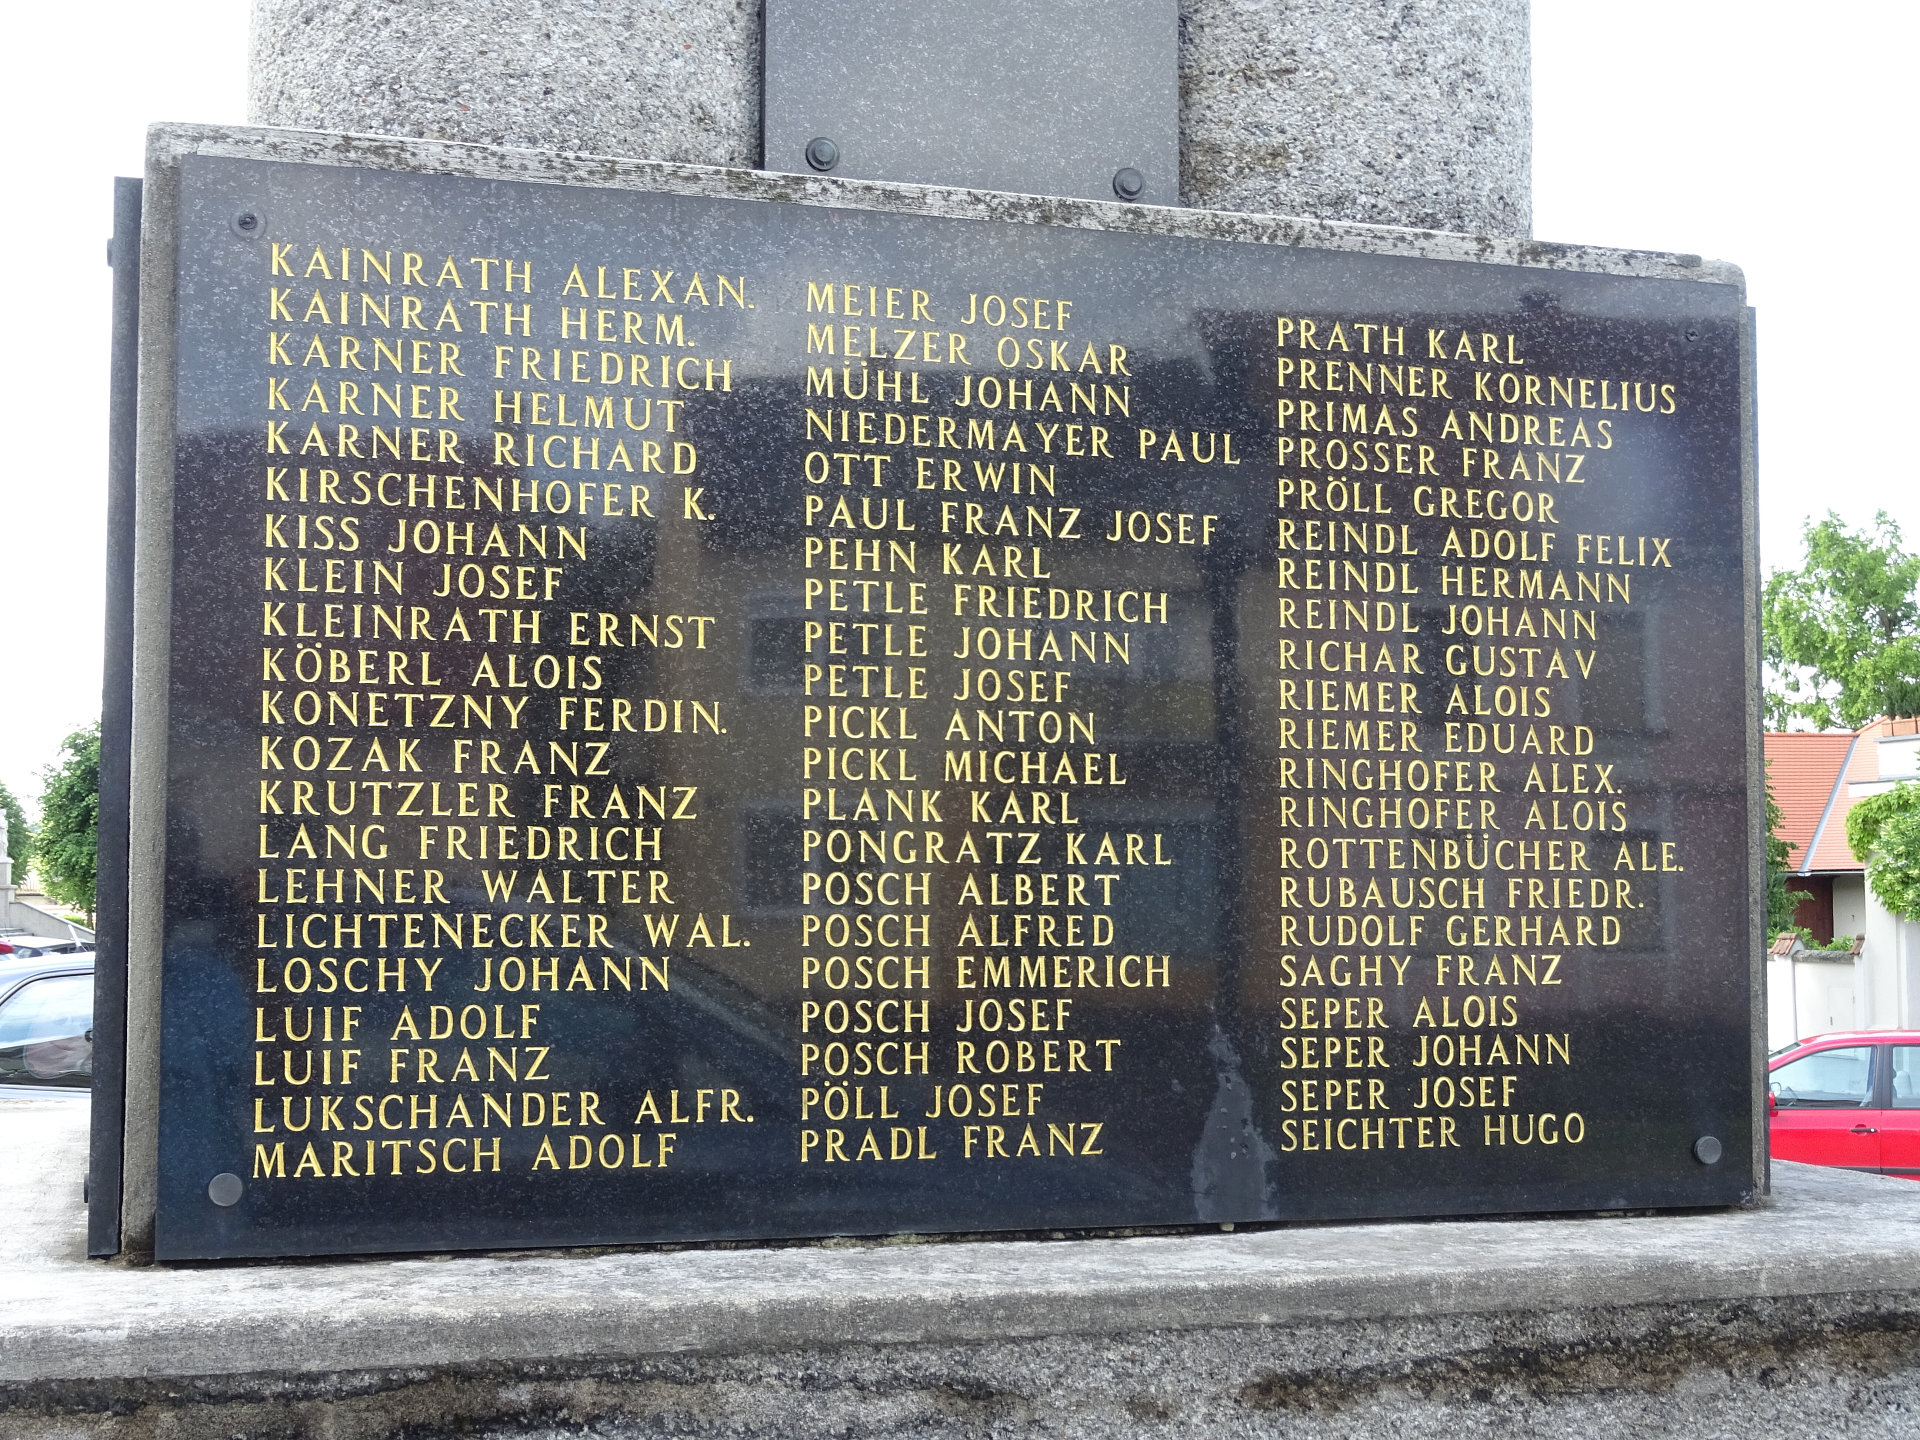 KAINRATH ALEXAN.
KAINRATH HERM.
KARNER FRIEDRICH
KARNER HELMUT
KARNER RICHARD
KIRSCHENHOFER K.
KISS JOHANN
KLEIN JOSEF
KLEINRATH ERNST
KÖBERL ALOIS
KONETZNY FERDIN.
KOZAK FRANZ
KRUTZLER FRANZ
LANG FRIEDRICH
LEHNER WALTER
LICHTENECKER WAL.
LOSCHY JOHANN
LUIF ADOLF
LUIF FRANZ
LUKSCHANDER ALFR.
MARITSCH ADOLF
MEIER JOSEF
MELZER OSKAR
MÜHL JOHANN
NIEDERMAYER PAUL
OTT ERWIN
PAUL FRANZ JOSEF
PEHN KARL
PETLE FRIEDRICH
PETLE JOHANN
PETLE JOSEF
PICKL ANTON
PICKL MICHAEL
PLANK KARL
PONGRATZ KARL
POSCH ALBERT
POSCH ALFRED
POSCH EMMERICH
POSCH JOSEF
POSCH ROBERT
PÖLL JOSEF
PRADL FRANZ
PRATH KARL
PRENNER KORNELIUS
PRIMAS ANDREAS
PROSSER FRANZ
PRÖLL GREGOR
REINDL ADOLF FELIX
REINDL HERMANN
REINDL JOHANN
RICHAR GUSTAV
RIEMER ALOIS
RIEMER EDUARD
RINGHOFER ALEX.
RINGHOFER ALOIS
ROTTENBÜCHER ALE.
RUBAUSCH FRIEDR.
RUDOLF GERHARD
SAGHY FRANZ
SEPER ALOIS
SEPER JOHANN
SEPER JOSEF
SEICHTER HUGO